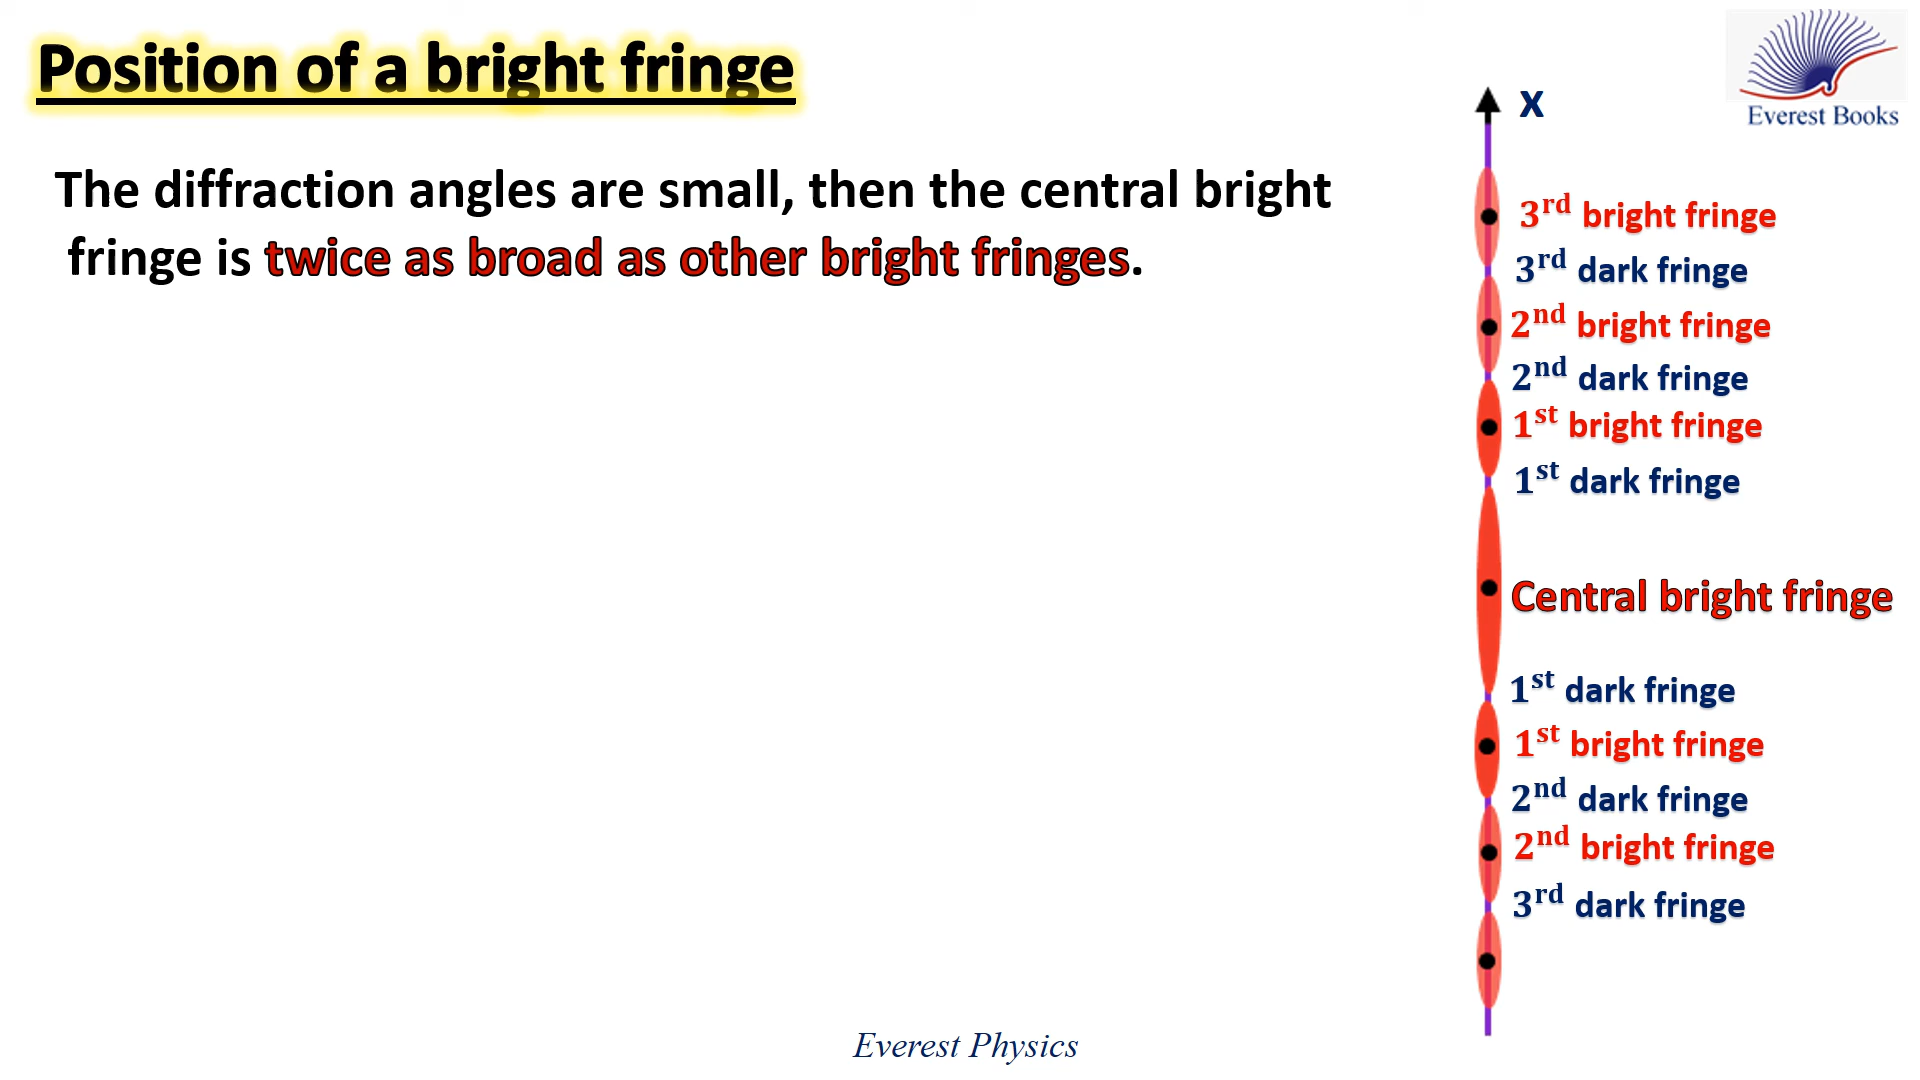 Position of a bright fringe
Everest Books
x
The diffraction angles are small, then the central bright
fringe is twice as broad as other bright fringes.
3rd bright fringe
3rd dark fringe
2nd bright fringe
2nd dark fringe
1st bright fringe
1st dark fringe
Central bright fringe
1st dark fringe
1st bright fringe
2nd dark fringe
2nd bright fringe
3rd dark fringe
Everest Physics